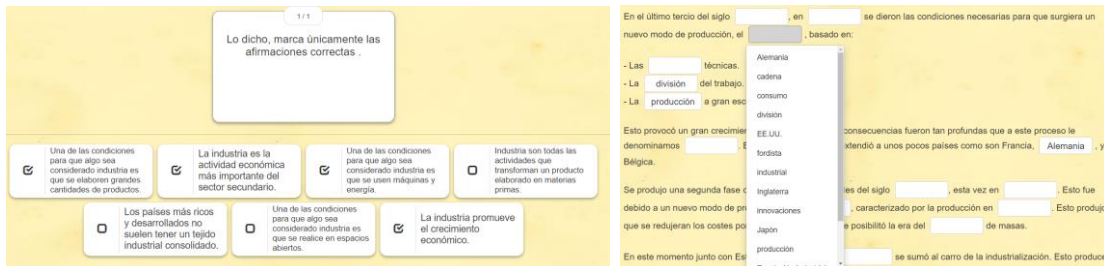 1 / 1
Lo dicho, marca únicamente las
afirmaciones correctas .
Una de las condiciones
para que algo sea
considerado industria es
que se elaboren grandes
cantidades de productos.
La industria es la
actividad económica
más importante del
sector secundario.
Una de las condiciones
para que algo sea
considerado industria es
que se usen máquinas y
energía.
Industria son todas las
actividades que
transforman un producto
elaborado en materias
primas.
Los países más ricos
y desarrollados no
suelen tener un tejido
industrial consolidado.
Una de las condiciones
para que algo sea
considerado industria es
que se realice en espacios
abiertos.
La industria promueve
el crecimiento
económico.
En el último tercio del siglo , en se dieron las condiciones necesarias para que surgiera un
nuevo modo de producción, el , basado en:
- Las técnicas.
- La división del trabajo.
- La producción a gran esc
Alemania
cadena
consumo
división
EE.UU.
fordista
industrial
Inglaterra
innovaciones
Japón
producción
Esto provocó un gran crecimier consecuencias fueron tan profundas que a este proceso le
denominamos . E xtendió a unos pocos países como son Francia, Alemania , y
Bélgica.
Se produjo una segunda fase les del siglo , esta vez en . Esto fue
debido a un nuevo modo de pr , caracterizado por la producción en . Esto produjo
que se redujeran los costes po e posibilitó la era del de masas.
En este momento junto con Es se sumó al carro de la industrialización. Esto produce